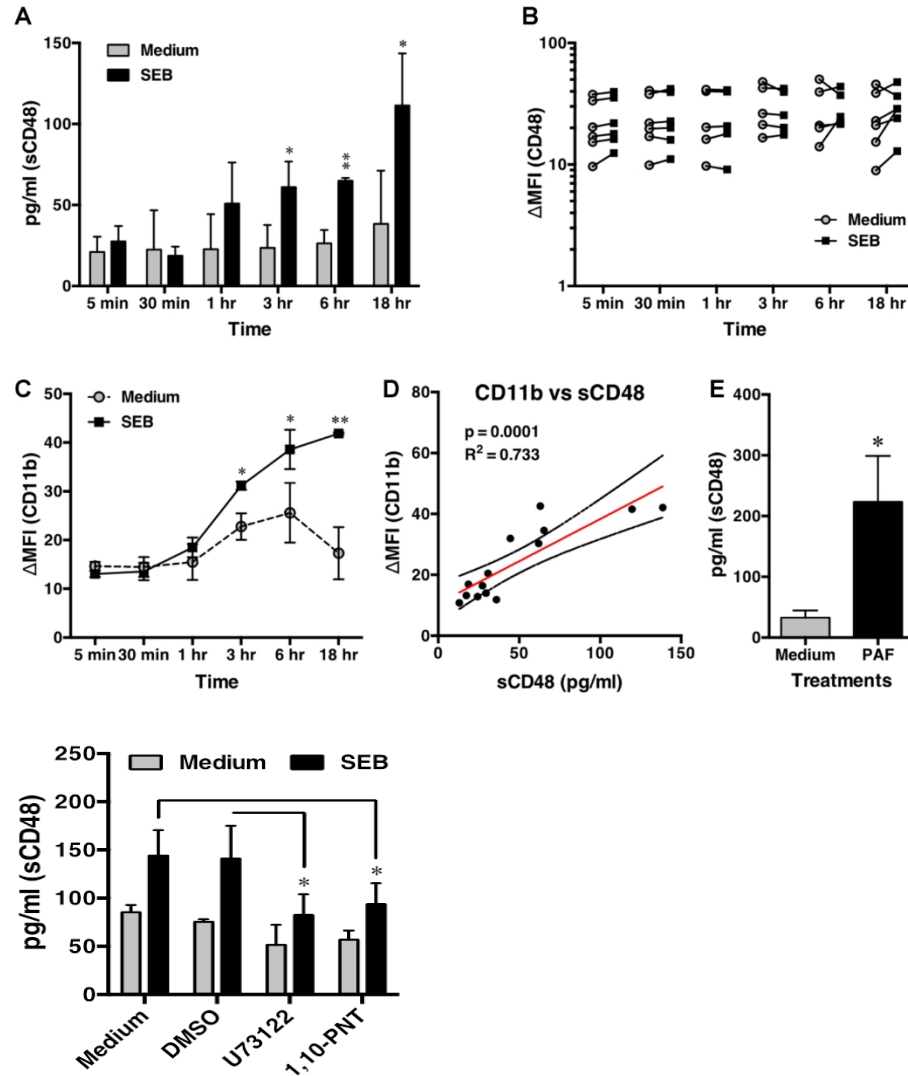 A
pg/ml (sCD48)
150
100
50
0
Medium
SEB
*
**
*
5 min 30 min 1 hr 3 hr 6 hr 18 hr
Time
B
ΔMFI (CD48)
100
10
1
Medium
SEB
5 min 30 min 1 hr 3 hr 6 hr 18 hr
Time
C
ΔMFI (CD11b)
50
40
30
20
10
0
Medium
SEB
*
*
**
5 min 30 min 1 hr 3 hr 6 hr 18 hr
Time
D
CD11b vs sCD48
p = 0.0001
R² = 0.733
ΔMFI (CD11b)
80
60
40
20
0
0 50 100 150
sCD48 (pg/ml)
E
pg/ml (sCD48)
400
300
200
100
0
*
Medium PAF
Treatments
pg/ml (sCD48)
250
200
150
100
50
0
Medium SEB
*
*
Medium
DMSO
U73122
1,10-PNT